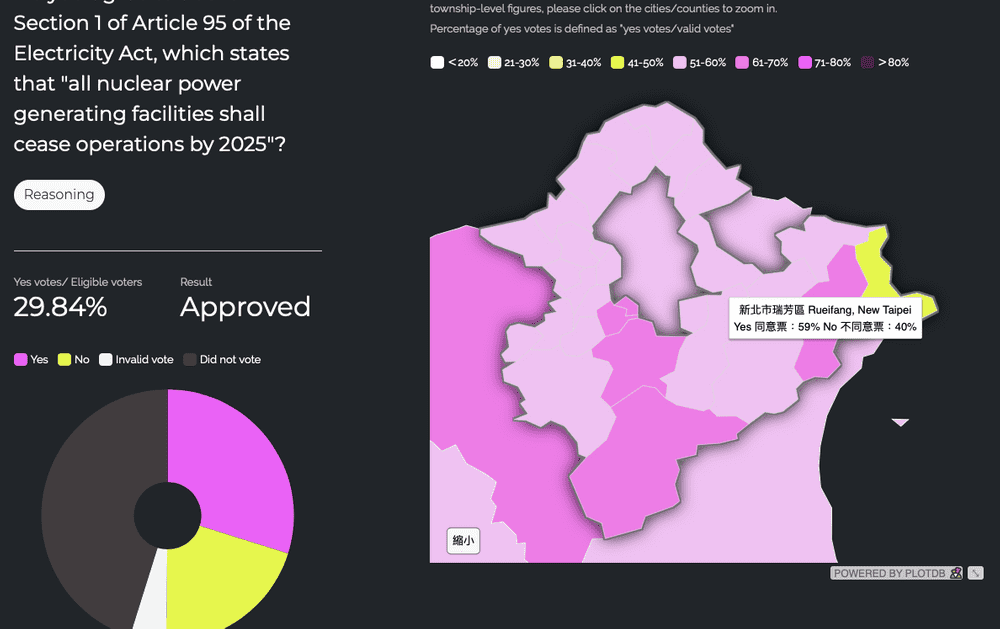 Section 1 of Article 95 of the
Electricity Act, which states
that "all nuclear power
generating facilities shall
cease operations by 2025"?
Reasoning
Yes votes/ Eligible voters
29.84%
Result
Approved
Yes
No
Invalid vote
Did not vote
township-level figures, please click on the cities/counties to zoom in.
Percentage of yes votes is defined as "yes votes/valid votes"
<20%
21-30%
31-40%
41-50%
51-60%
61-70%
71-80%
>80%
新北市瑞芳區 Rueifang, New Taipei
Yes 同意票：59% No 不同意票：40%
縮小
POWERED BY PLOTDB